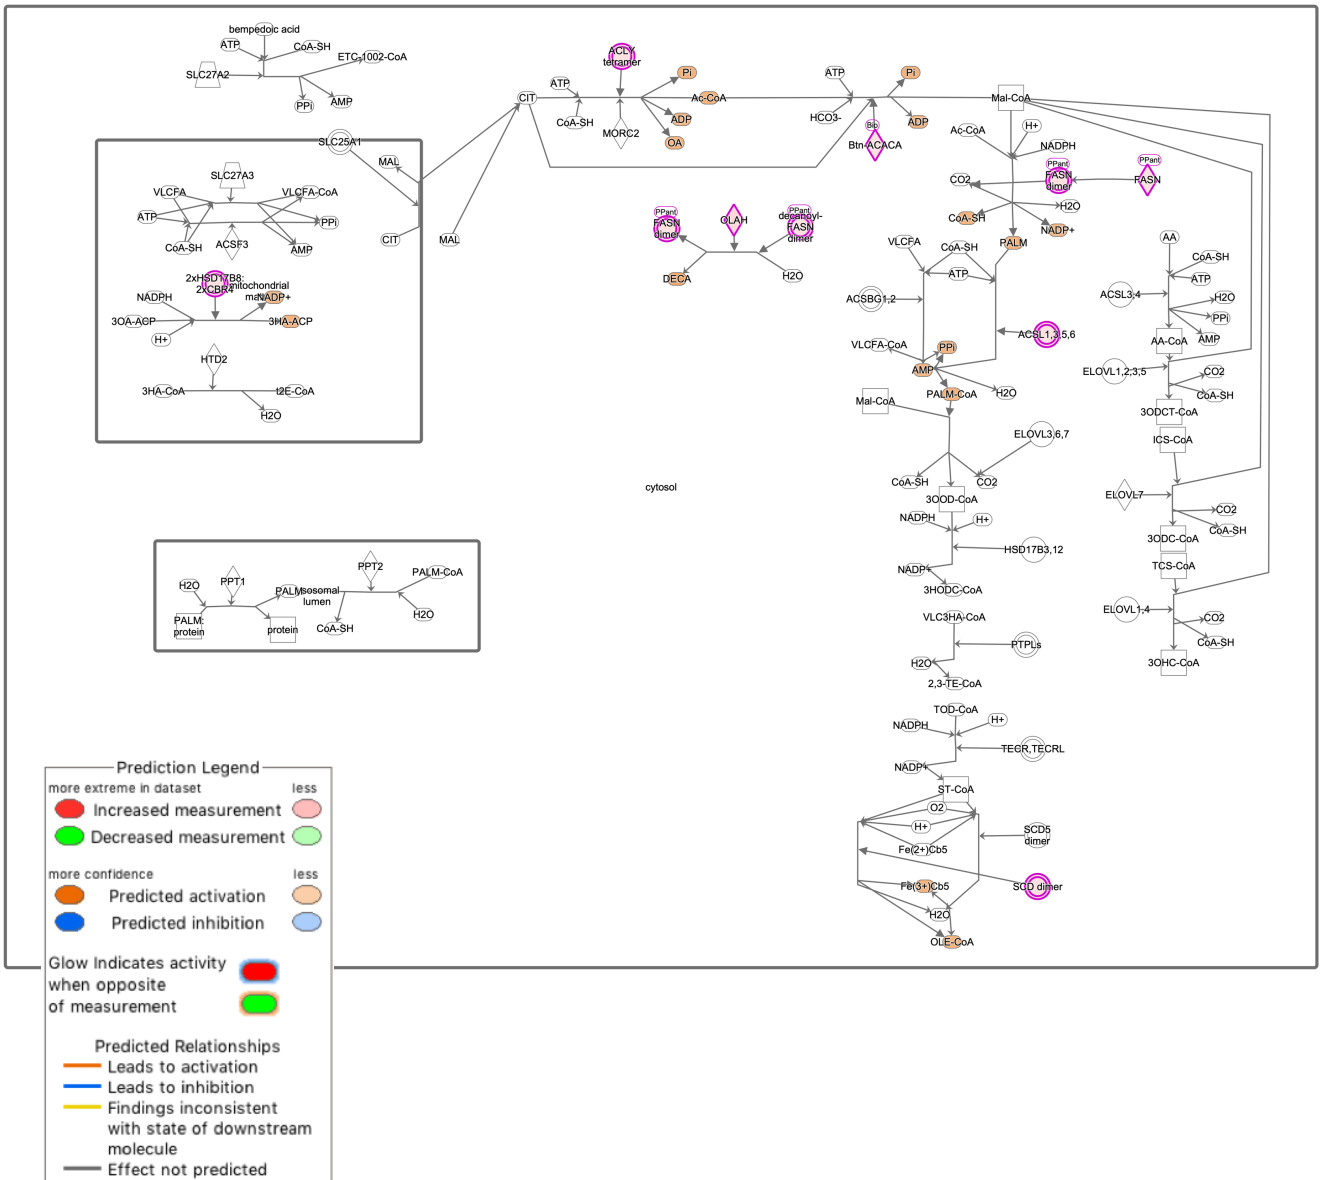 bempedoic acid
ATP
CoA-SH
ETC-1002-CoA
SLC27A2
PPi
AMP
ACLY
tetramer
ATP
CIT
CoA-SH
MORC2
Pi
Ac-CoA
ADP
OA
ATP
HCO3-
Pi
ADP
Bio
Btn-ACACA
Mal-CoA
SLC25A1
MAL
CIT
MAL
SLC27A3
VLCFA
VLCFA-CoA
ATP
PPi
CoA-SH
ACSF3
AMP
2xHSD17B8:
2xCBR4
mitochondrial
NADPH
NADP+
3OA-ACP
3HA-ACP
H+
HTD2
3HA-CoA
t2E-CoA
H2O
PPant
FASN
dimer
OLAH
PPant
decanoyl-
FASN
dimer
DECA
H2O
Ac-CoA
H+
NADPH
CO2
PPant
FASN
dimer
PPant
FASN
CoA-SH
H2O
NADP+
PALM
VLCFA
CoA-SH
ATP
ACSBG1,2
ACSL1,3,5,6
VLCFA-CoA
PPi
AMP
PALM-CoA
H2O
Mal-CoA
ELOVL3,6,7
CoA-SH
CO2
3OOD-CoA
NADPH
H+
HSD17B3,12
NADP+
3HODC-CoA
VLC3HA-CoA
PTPLs
H2O
2,3-TE-CoA
TOD-CoA
NADPH
H+
TECR,TECRL
NADP+
ST-CoA
O2
H+
Fe(2+)Cb5
SCD5
dimer
Fe(3+)Cb5
SCD dimer
H2O
OLE-CoA
AA
CoA-SH
ATP
ACSL3,4
H2O
PPi
AMP
AA-CoA
ELOVL1,2,3,5
CO2
CoA-SH
3ODCT-CoA
ICS-CoA
ELOVL7
CO2
CoA-SH
3ODC-CoA
TCS-CoA
ELOVL1,4
CO2
CoA-SH
3OHC-CoA
cytosol
H2O
PPT1
PALM
PALM:
protein
protein
lumen
PPT2
PALM-CoA
CoA-SH
H2O
Prediction Legend
more extreme in dataset less
Increased measurement
Decreased measurement
more confidence less
Predicted activation
Predicted inhibition
Glow Indicates activity
when opposite
of measurement
Predicted Relationships
Leads to activation
Leads to inhibition
Findings inconsistent
with state of downstream
molecule
Effect not predicted